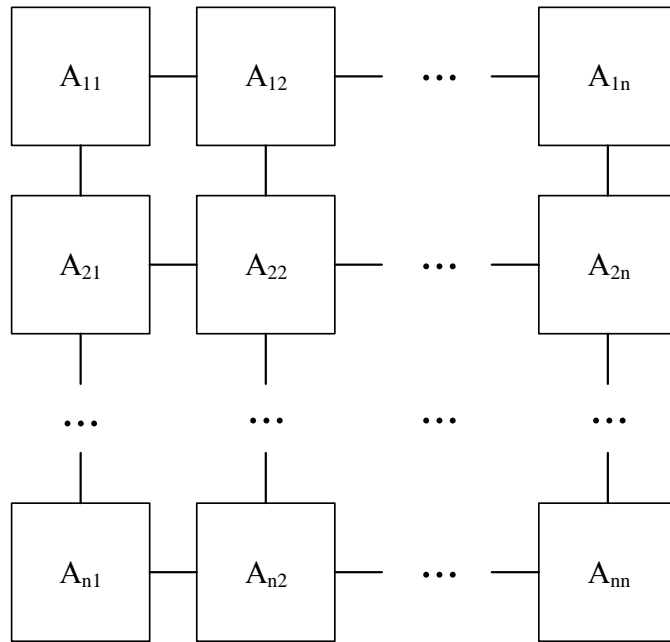 A₁₁ A₁₂ ... A₁ₙ
A₂₁ A₂₂ ... A₂ₙ
... ... ... ...
Aₙ₁ Aₙ₂ ... Aₙₙ